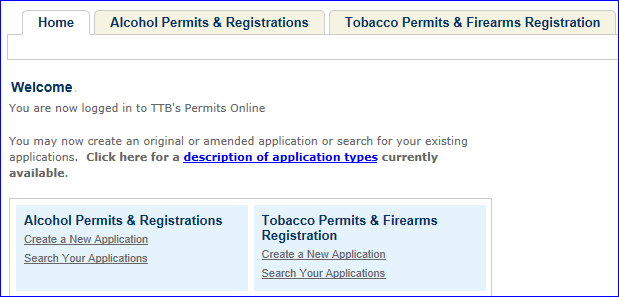 Home Alcohol Permits & Registrations Tobacco Permits & Firearms Registration
Welcome
You are now logged in to TTB's Permits Online
You may now create an original or amended application or search for your existing
applications. Click here for a description of application types currently
available.
Alcohol Permits & Registrations
Create a New Application
Search Your Applications
Tobacco Permits & Firearms
Registration
Create a New Application
Search Your Applications